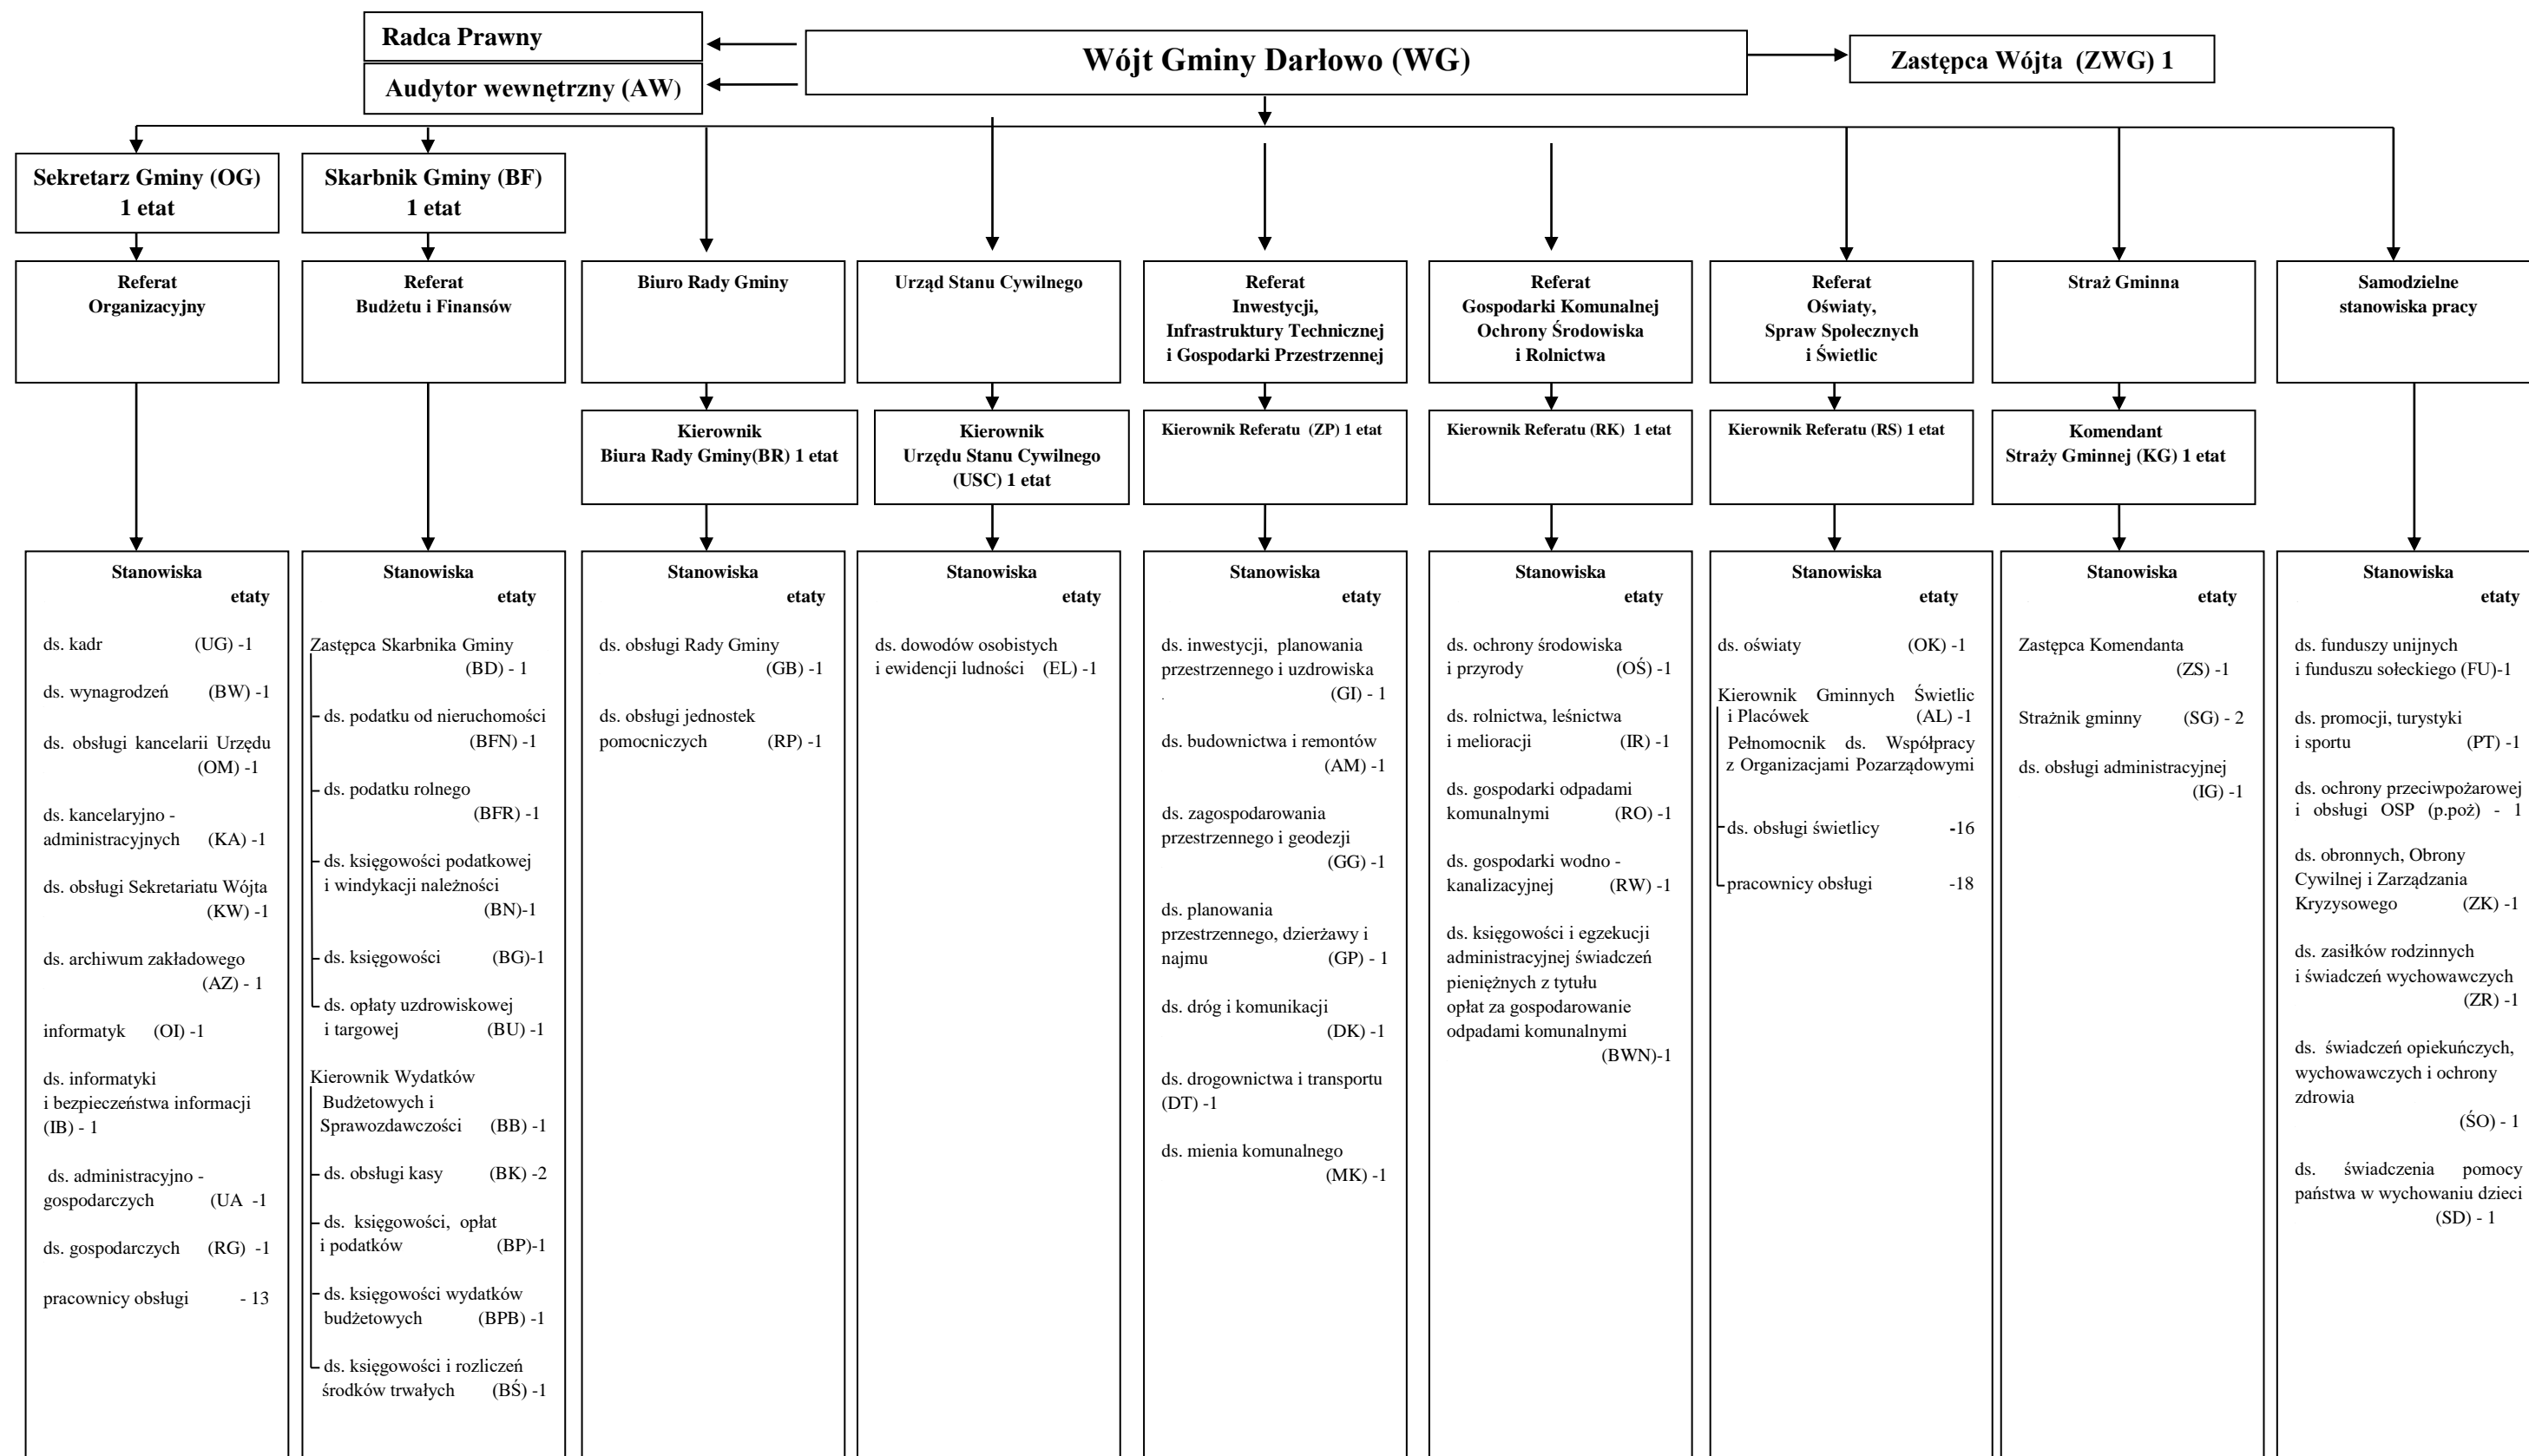 Radca Prawny
Audytor wewnętrzny (AW)
Wójt Gminy Darłowo (WG)
Zastępca Wójta (ZWG) 1
Sekretarz Gminy (OG)
1 etat
Skarbnik Gminy (BF)
1 etat
Referat
Organizacyjny
Referat
Budżetu i Finansów
Biuro Rady Gminy
Urząd Stanu Cywilnego
Referat
Inwestycji,
Infrastruktury Technicznej
i Gospodarki Przestrzennej
Referat
Gospodarki Komunalnej
Ochrony Środowiska
i Rolnictwa
Referat
Oświaty,
Spraw Społecznych
i Świetlic
Straż Gminna
Samodzielne
stanowiska pracy
Kierownik
Biura Rady Gminy(BR) 1 etat
Kierownik
Urzędu Stanu Cywilnego
(USC) 1 etat
Kierownik Referatu (ZP) 1 etat
Kierownik Referatu (RK) 1 etat
Kierownik Referatu (RS) 1 etat
Komendant
Straży Gminnej (KG) 1 etat
Stanowiska
etaty
ds. kadr (UG) -1
ds. wynagrodzeń (BW) -1
ds. obsługi kancelarii Urzędu
(OM) -1
ds. kancelaryjno -
administracyjnych (KA) -1
ds. obsługi Sekretariatu Wójta
(KW) -1
ds. archiwum zakładowego
(AZ) - 1
informatyk (OI) -1
ds. informatyki
i bezpieczeństwa informacji
(IB) - 1
ds. administracyjno -
gospodarczych (UA -1
ds. gospodarczych (RG) -1
pracownicy obsługi - 13
Stanowiska
etaty
Zastępca Skarbnika Gminy
(BD) - 1
ds. podatku od nieruchomości
(BFN) -1
ds. podatku rolnego
(BFR) -1
ds. księgowości podatkowej
i windykacji należności
(BN)-1
ds. księgowości (BG)-1
ds. opłaty uzdrowiskowej
i targowej (BU) -1
Kierownik Wydatków
Budżetowych i
Sprawozdawczości (BB) -1
ds. obsługi kasy (BK) -2
ds. księgowości, opłat
i podatków (BP)-1
ds. księgowości wydatków
budżetowych (BPB) -1
ds. księgowości i rozliczeń
środków trwałych (BŚ) -1
Stanowiska
etaty
ds. obsługi Rady Gminy
(GB) -1
ds. obsługi jednostek
pomocniczych (RP) -1
Stanowiska
etaty
ds. dowodów osobistych
i ewidencji ludności (EL) -1
Stanowiska
etaty
ds. inwestycji, planowania
przestrzennego i uzdrowiska
. (GI) - 1
ds. budownictwa i remontów
(AM) -1
ds. zagospodarowania
przestrzennego i geodezji
(GG) -1
ds. planowania
przestrzennego, dzierżawy i
najmu (GP) - 1
ds. dróg i komunikacji
(DK) -1
ds. drogownictwa i transportu
(DT) -1
ds. mienia komunalnego
(MK) -1
Stanowiska
etaty
ds. ochrony środowiska
i przyrody (OŚ) -1
ds. rolnictwa, leśnictwa
i melioracji (IR) -1
ds. gospodarki odpadami
komunalnymi (RO) -1
ds. gospodarki wodno -
kanalizacyjnej (RW) -1
ds. księgowości i egzekucji
administracyjnej świadczeń
pieniężnych z tytułu
opłat za gospodarowanie
odpadami komunalnymi
(BWN)-1
Stanowiska
etaty
ds. oświaty (OK) -1
Kierownik Gminnych Świetlic
i Placówek (AL) -1
Pełnomocnik ds. Współpracy
z Organizacjami Pozarządowymi
ds. obsługi świetlicy -16
pracownicy obsługi -18
Stanowiska
etaty
Zastępca Komendanta
(ZS) -1
Strażnik gminny (SG) - 2
ds. obsługi administracyjnej
(IG) -1
Stanowiska
etaty
ds. funduszy unijnych
i funduszu sołeckiego (FU)-1
ds. promocji, turystyki
i sportu (PT) -1
ds. ochrony przeciwpożarowej
i obsługi OSP (p.poż) - 1
ds. obronnych, Obrony
Cywilnej i Zarządzania
Kryzysowego (ZK) -1
ds. zasiłków rodzinnych
i świadczeń wychowawczych
(ZR) -1
ds. świadczeń opiekuńczych,
wychowawczych i ochrony
zdrowia
(ŚO) - 1
ds. świadczenia pomocy
państwa w wychowaniu dzieci
(SD) - 1